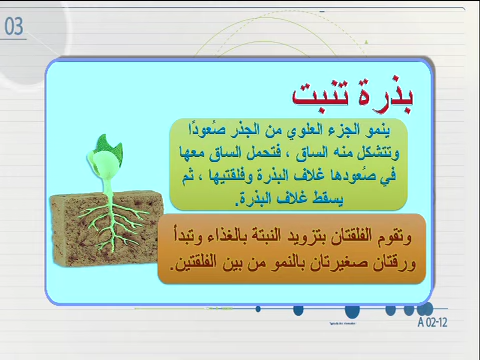 03
بذرة تنبت
ينمو الجزء العلوي من الجذر صُعودًا
وتتشكل منه الساق ، فتحمل الساق معها
في صُعودها غلاف البذرة وفلقتيها ، ثم
يسقط غلاف البذرة.
وتقوم الفلقتان بتزويد النبتة بالغذاء وتبدأ
ورقتان صغيرتان بالنمو من بين الفلقتين.
A 02-12